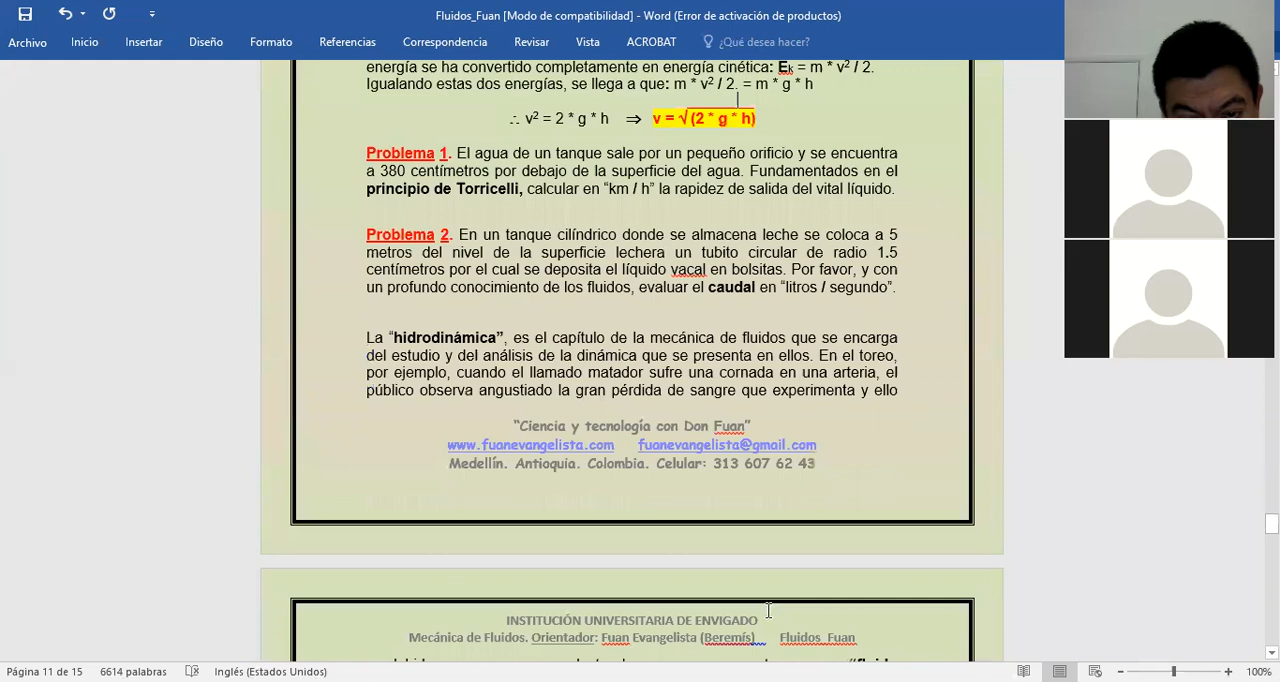 Fluidos_Fuan [Modo de compatibilidad] - Word (Error de activación de productos)
Archivo Inicio Insertar Diseño Formato Referencias Correspondencia Revisar Vista ACROBAT ¿Qué desea hacer?
energía se ha convertido completamente en energía cinética: Ek = m * v² / 2.
Igualando estas dos energías, se llega a que: m * v² / 2. = m * g * h
∴ v² = 2 * g * h ⇒ v = √(2 * g * h)
Problema 1. El agua de un tanque sale por un pequeño orificio y se encuentra
a 380 centímetros por debajo de la superficie del agua. Fundamentados en el
principio de Torricelli, calcular en “km / h” la rapidez de salida del vital líquido.
Problema 2. En un tanque cilíndrico donde se almacena leche se coloca a 5
metros del nivel de la superficie lechera un tubito circular de radio 1.5
centímetros por el cual se deposita el líquido vacal en bolsitas. Por favor, y con
un profundo conocimiento de los fluidos, evaluar el caudal en “litros / segundo”.
La “hidrodinámica”, es el capítulo de la mecánica de fluidos que se encarga
del estudio y del análisis de la dinámica que se presenta en ellos. En el toreo,
por ejemplo, cuando el llamado matador sufre una cornada en una arteria, el
público observa angustiado la gran pérdida de sangre que experimenta y ello
“Ciencia y tecnología con Don Fuan”
www.fuanevangelista.com fuanevangelista@gmail.com
Medellín. Antioquia. Colombia. Celular: 313 607 62 43
INSTITUCIÓN UNIVERSITARIA DE ENVIGADO
Mecánica de Fluidos. Orientador: Fuan Evangelista (Beremís) Fluidos_Fuan
Página 11 de 15 6614 palabras Inglés (Estados Unidos) 100%